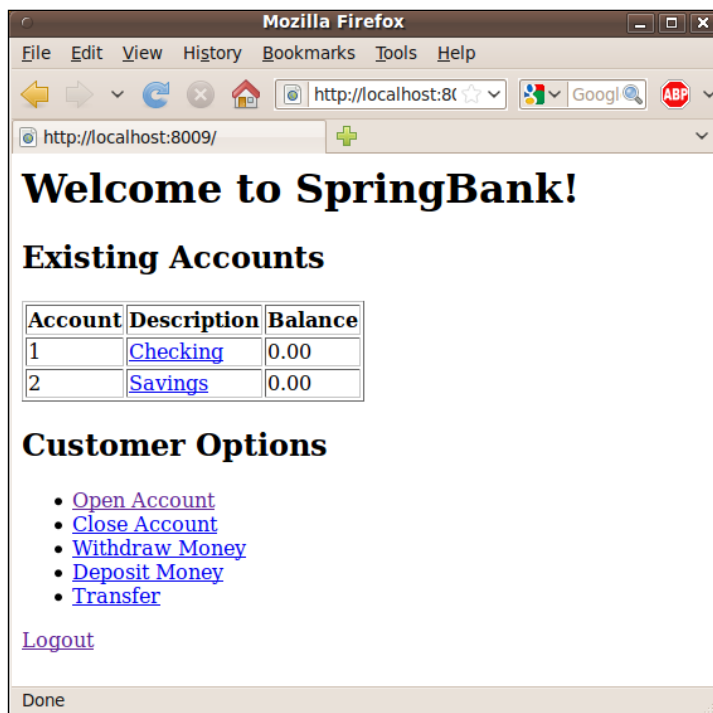 Mozilla Firefox
File Edit View History Bookmarks Tools Help
http://localhost:80 Googl ABP
http://localhost:8009/
Welcome to SpringBank!
Existing Accounts
Account Description Balance
1 Checking 0.00
2 Savings 0.00
Customer Options
• Open Account
• Close Account
• Withdraw Money
• Deposit Money
• Transfer
Logout
Done